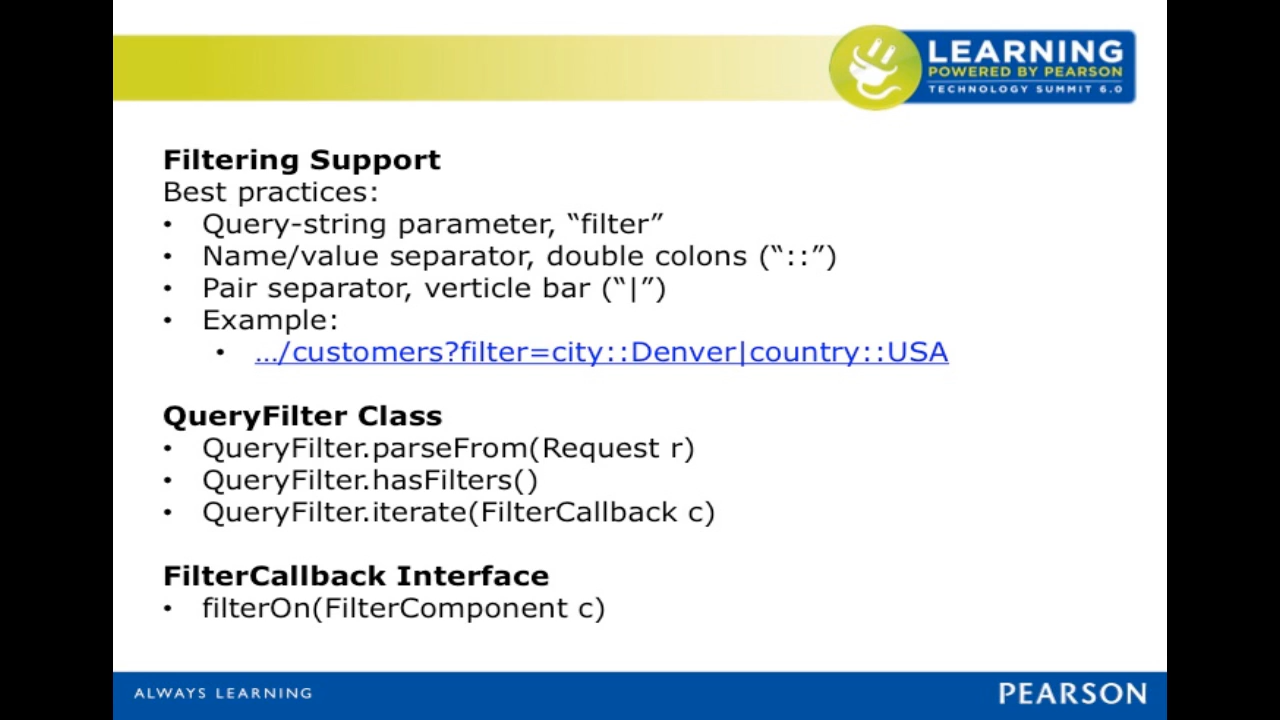 LEARNING
POWERED BY PEARSON
TECHNOLOGY SUMMIT 6.0
Filtering Support
Best practices:
• Query-string parameter, “filter”
• Name/value separator, double colons (“::”)
• Pair separator, verticle bar (“|”)
• Example:
• …/customers?filter=city::Denver|country::USA
QueryFilter Class
• QueryFilter.parseFrom(Request r)
• QueryFilter.hasFilters()
• QueryFilter.iterate(FilterCallback c)
FilterCallback Interface
• filterOn(FilterComponent c)
ALWAYS LEARNING
PEARSON